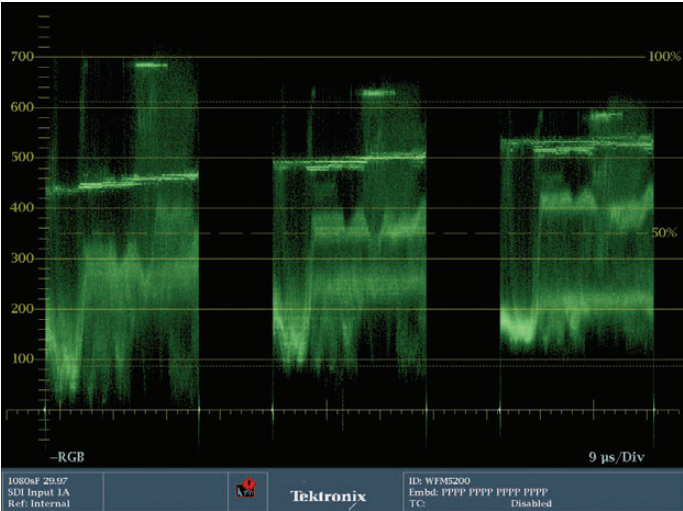 700
100%
600
500
400
50%
300
200
100
−RGB
9 µs/Div
1080sF 29.97
SDI Input 1A
Ref: Internal
Tektronix
ID: WFM5200
Embd: PPPP PPPP PPPP PPPP
TC: Disabled